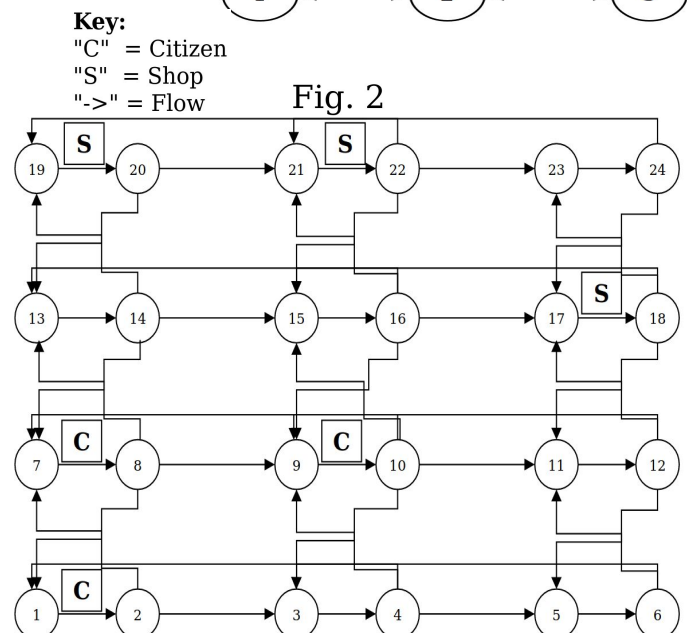 Key:
"C" = Citizen
"S" = Shop
"->" = Flow
Fig. 2
S S
19 20 21 22 23 24
S
13 14 15 16 17 18
C C
7 8 9 10 11 12
C
1 2 3 4 5 6